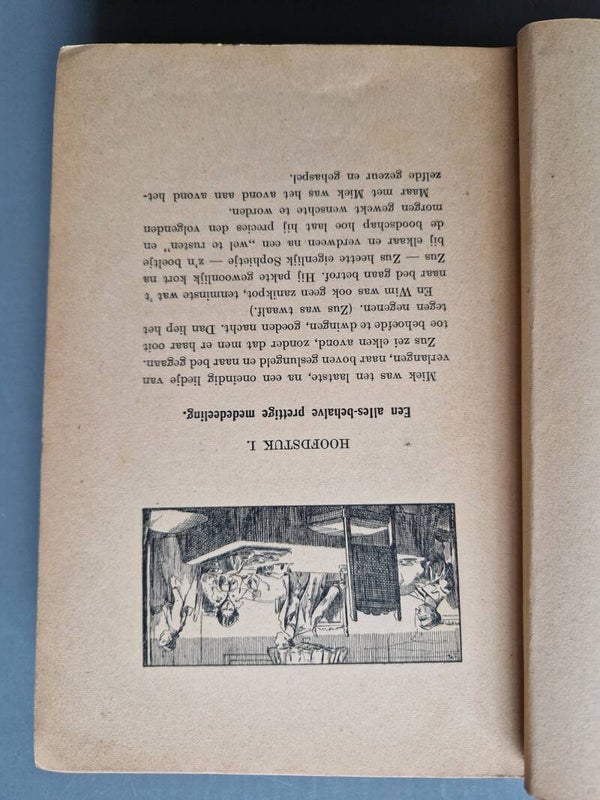 HOOFDSTUK I.
Een alles-behalve prettige mededeeling.
Miek was ten laatste, na een oneindig liedje van
verlangen, naar boven geslungeld en naar bed gegaan.
Zus zei elken avond, zonder dat men er haar ooit
toe behoefde te dwingen, goeden nacht. Dan liep het
tegen negenen. (Zus was twaalf.)
En Wim was ook geen zanikpot, tenminste wat 't
naar bed gaan betrof. Hij pakte gewoonlijk kort na
Zus — Zus heette eigenlijk Sophietje — z'n boeltje
bij elkaar en verdween na een „wel te rusten” en
de boodschap hoe laat hij precies den volgenden
morgen gewekt wenschte te worden.
Maar met Miek was het avond aan avond het-
zelfde gezeur en gehaspel.